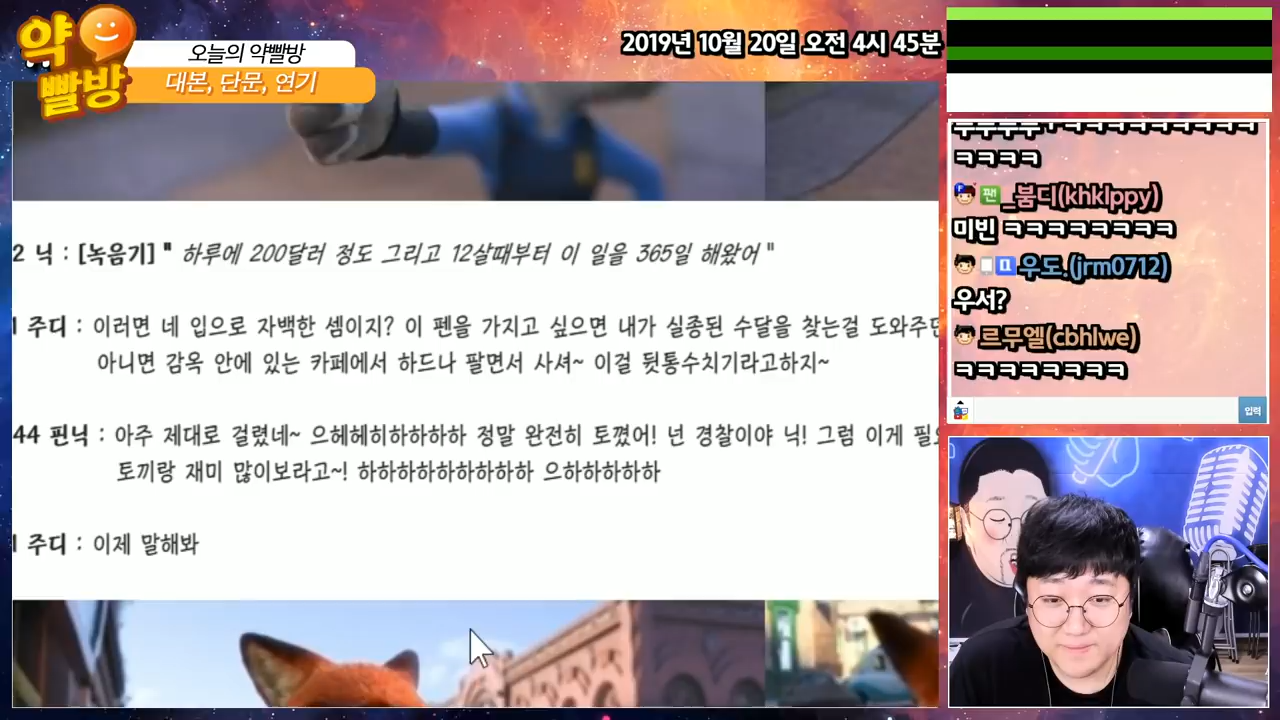 약빨방
오늘의 약빨방
대본, 단문, 연기
2019년 10월 20일 오전 4시 45분
2 닉 : [녹음기] " 하루에 200달러 정도 그리고 12살때부터 이 일을 365일 해왔어 "
주디 : 이러면 네 입으로 자백한 셈이지? 이 펜을 가지고 싶으면 내가 실종된 수달을 찾는걸 도와주던
아니면 감옥 안에 있는 카페에서 하드나 팔면서 사셔~ 이걸 뒷통수치기라고하지~
44 핀닉 : 아주 제대로 걸렸네~ 으헤헤히하하하하 정말 완전히 토꼈어! 넌 경찰이야 닉! 그럼 이게 필요
토끼랑 재미 많이보라고~! 하하하하하하하하하하 으하하하하하
주디 : 이제 말해봐
ㅋㅋㅋㅋ
팬 _붐디(khklppy)
미빈 ㅋㅋㅋㅋㅋㅋㅋㅋ
우도.(jrm0712)
우서?
르무엘(cbhlwe)
ㅋㅋㅋㅋㅋㅋㅋㅋ
입력